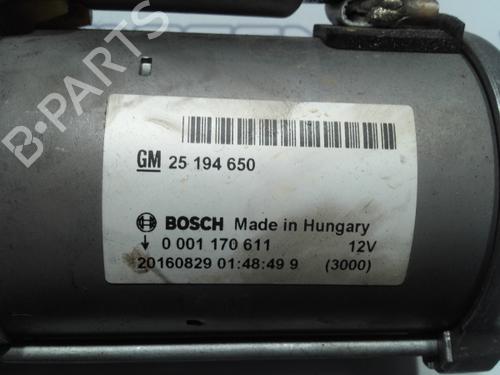 GM 25 194 650
BOSCH Made in Hungary
0 001 170 611 12V
20160829 01:48:49 9 (3000)
B-PARTS